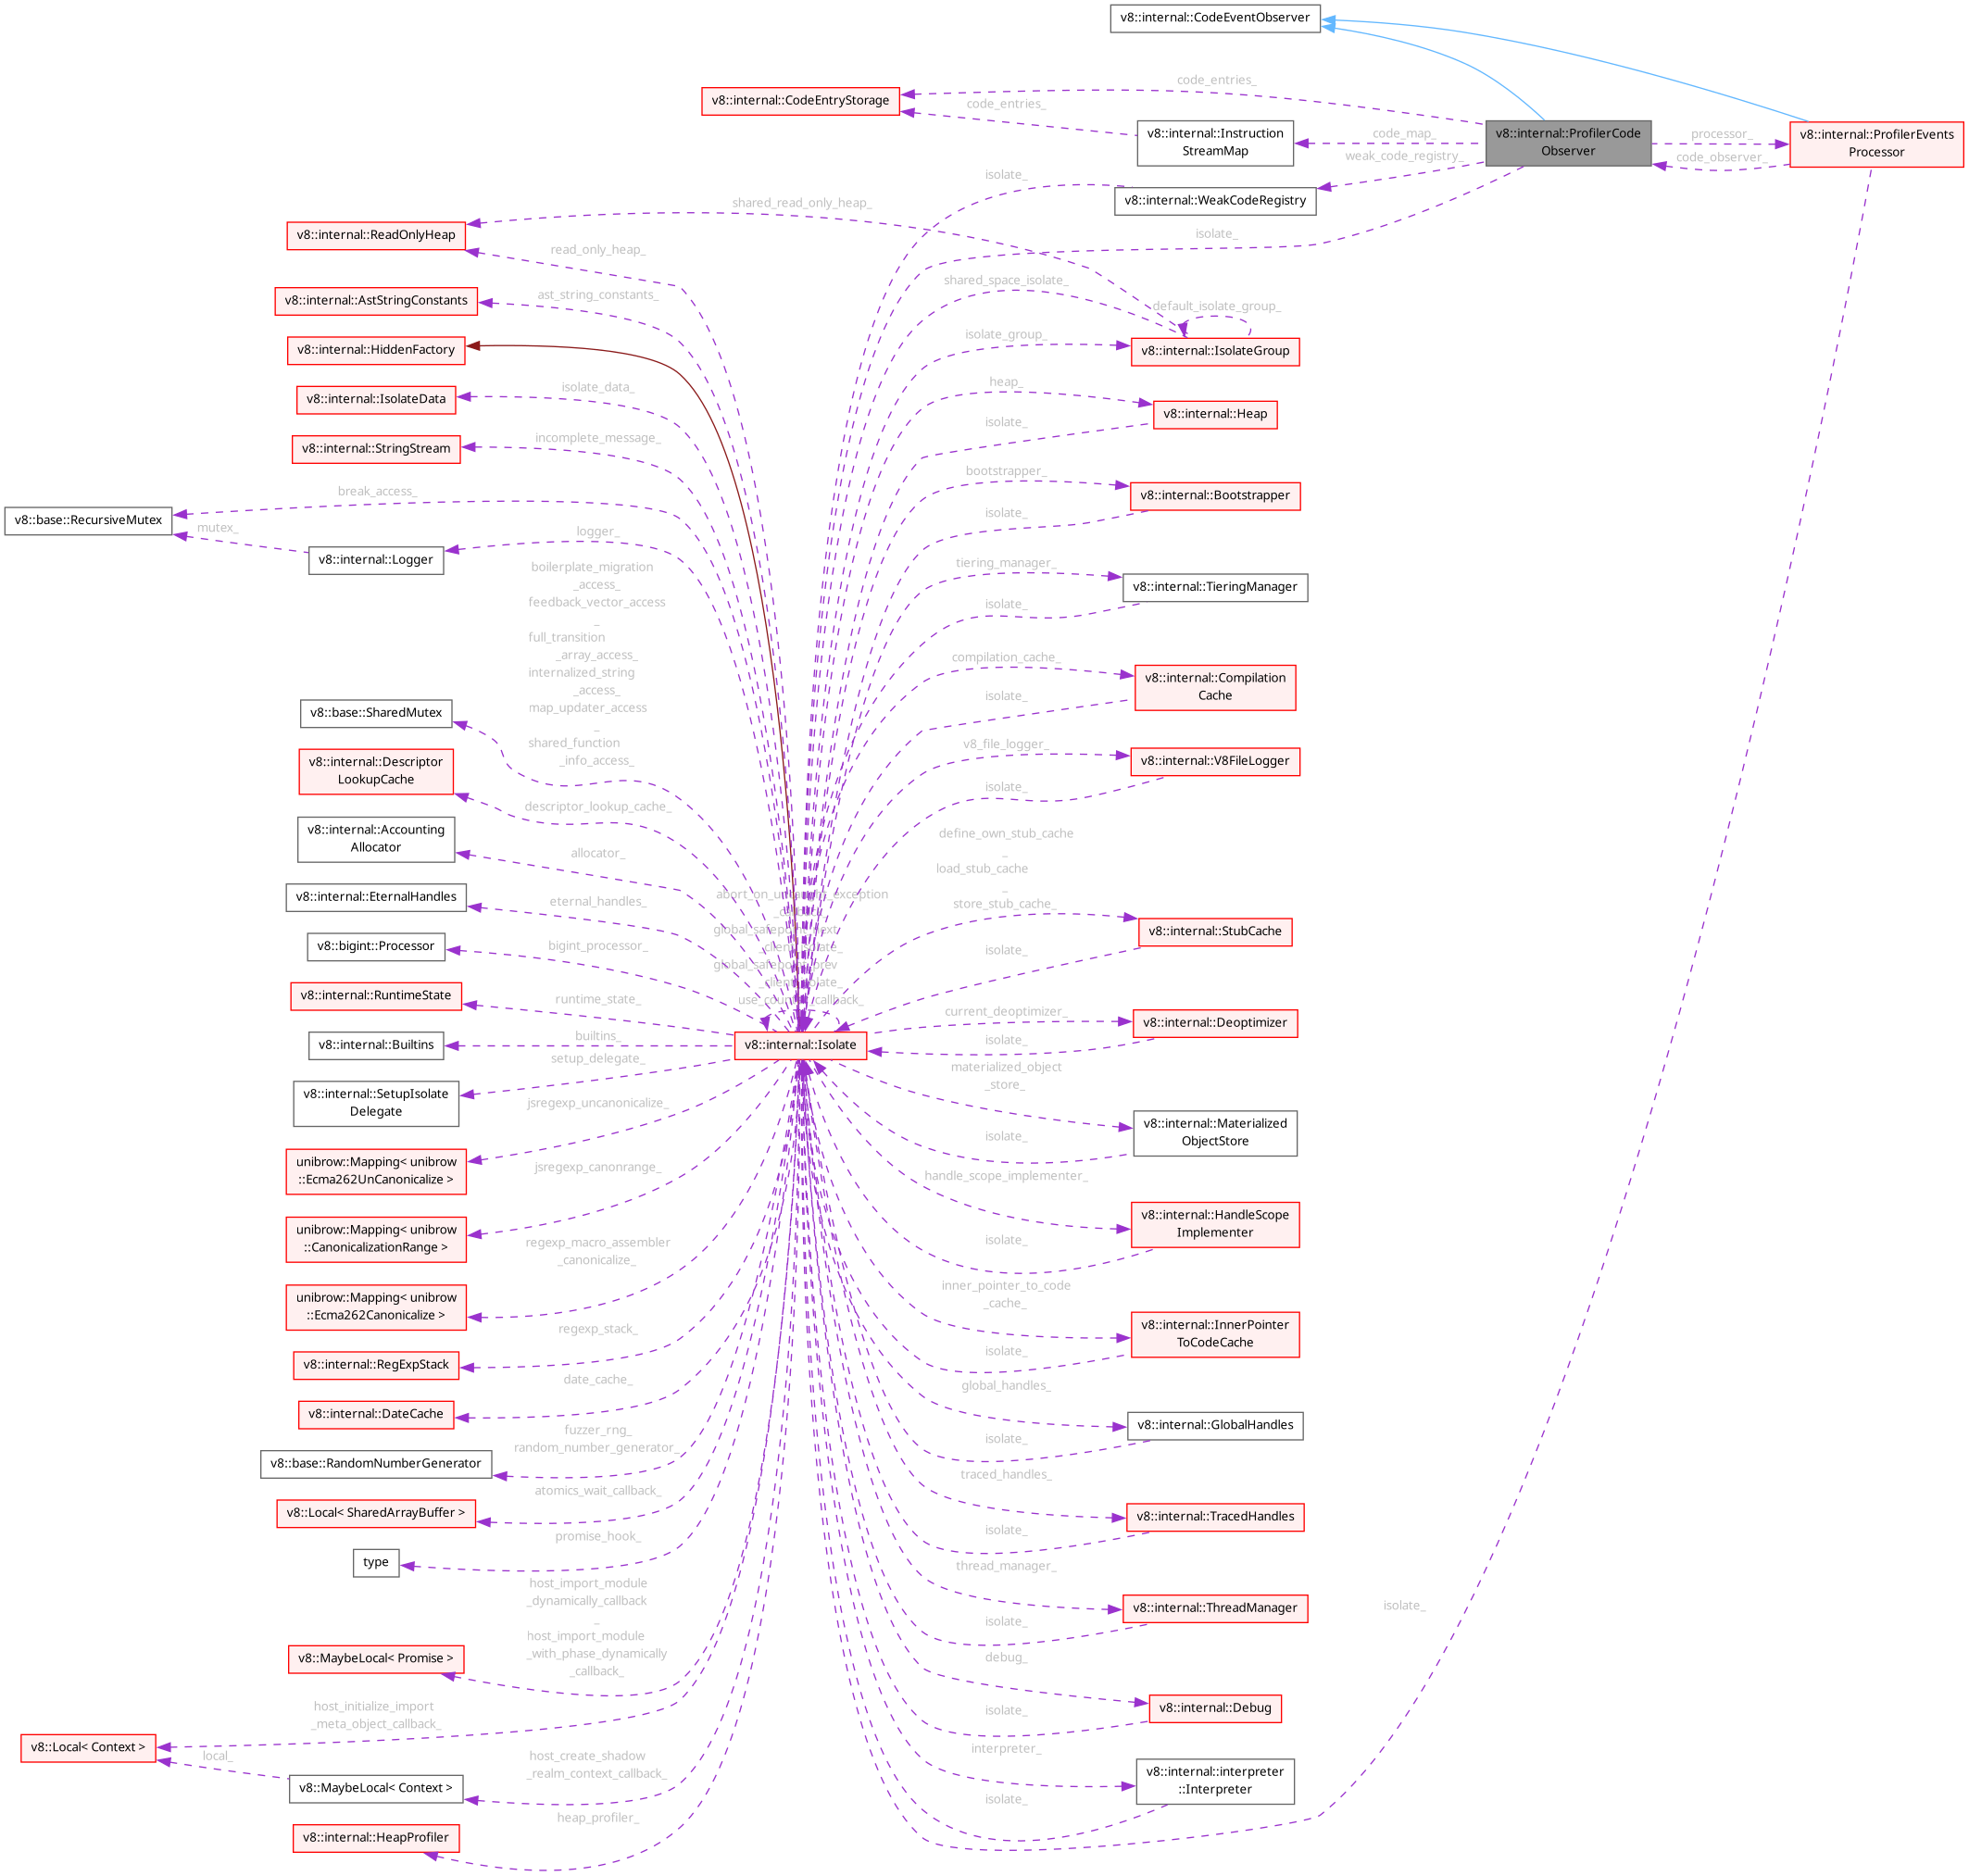 v8::internal::CodeEventObserver
code_entries_
v8::internal::CodeEntryStorage
code_entries_
v8::internal::Instruction
StreamMap
code_map_
weak_code_registry_
v8::internal::ProfilerCode
Observer
processor_
code_observer_
v8::internal::ProfilerEvents
Processor
isolate_
v8::internal::WeakCodeRegistry
isolate_
shared_read_only_heap_
v8::internal::ReadOnlyHeap
read_only_heap_
shared_space_isolate_
default_isolate_group_
v8::internal::AstStringConstants
ast_string_constants_
isolate_group_
v8::internal::IsolateGroup
v8::internal::HiddenFactory
v8::internal::IsolateData
isolate_data_
heap_
v8::internal::Heap
isolate_
v8::internal::StringStream
incomplete_message_
bootstrapper_
v8::internal::Bootstrapper
isolate_
v8::base::RecursiveMutex
break_access_
mutex_
v8::internal::Logger
logger_
tiering_manager_
v8::internal::TieringManager
isolate_
boilerplate_migration
_access_
feedback_vector_access
_
full_transition
_array_access_
internalized_string
_access_
map_updater_access
_
shared_function
_info_access_
v8::base::SharedMutex
compilation_cache_
v8::internal::Compilation
Cache
isolate_
v8::internal::Descriptor
LookupCache
descriptor_lookup_cache_
v8_file_logger_
v8::internal::V8FileLogger
isolate_
v8::internal::Accounting
Allocator
allocator_
define_own_stub_cache
_
load_stub_cache
_
store_stub_cache_
v8::internal::StubCache
isolate_
v8::internal::EternalHandles
eternal_handles_
v8::bigint::Processor
bigint_processor_
global_safepoint_prev
v8::internal::RuntimeState
runtime_state_
v8::internal::Isolate
current_deoptimizer_
v8::internal::Deoptimizer
isolate_
v8::internal::Builtins
builtins_
v8::internal::SetupIsolate
Delegate
setup_delegate_
materialized_object
_store_
v8::internal::Materialized
ObjectStore
isolate_
unibrow::Mapping< unibrow
::Ecma262UnCanonicalize >
jsregexp_uncanonicalize_
handle_scope_implementer_
v8::internal::HandleScope
Implementer
isolate_
unibrow::Mapping< unibrow
::CanonicalizationRange >
jsregexp_canonrange_
regexp_macro_assembler
_canonicalize_
unibrow::Mapping< unibrow
::Ecma262Canonicalize >
inner_pointer_to_code
_cache_
v8::internal::InnerPointer
ToCodeCache
isolate_
v8::internal::RegExpStack
regexp_stack_
v8::internal::DateCache
date_cache_
global_handles_
v8::internal::GlobalHandles
isolate_
v8::base::RandomNumberGenerator
fuzzer_rng_
random_number_generator_
traced_handles_
v8::internal::TracedHandles
isolate_
v8::Local< SharedArrayBuffer >
atomics_wait_callback_
type
promise_hook_
thread_manager_
v8::internal::ThreadManager
isolate_
isolate_
host_import_module
_dynamically_callback
_
host_import_module
_with_phase_dynamically
_callback_
v8::MaybeLocal< Promise >
debug_
v8::internal::Debug
isolate_
host_initialize_import
_meta_object_callback_
v8::Local< Context >
local_
v8::MaybeLocal< Context >
host_create_shadow
_realm_context_callback_
interpreter_
v8::internal::interpreter
::Interpreter
isolate_
v8::internal::HeapProfiler
heap_profiler_